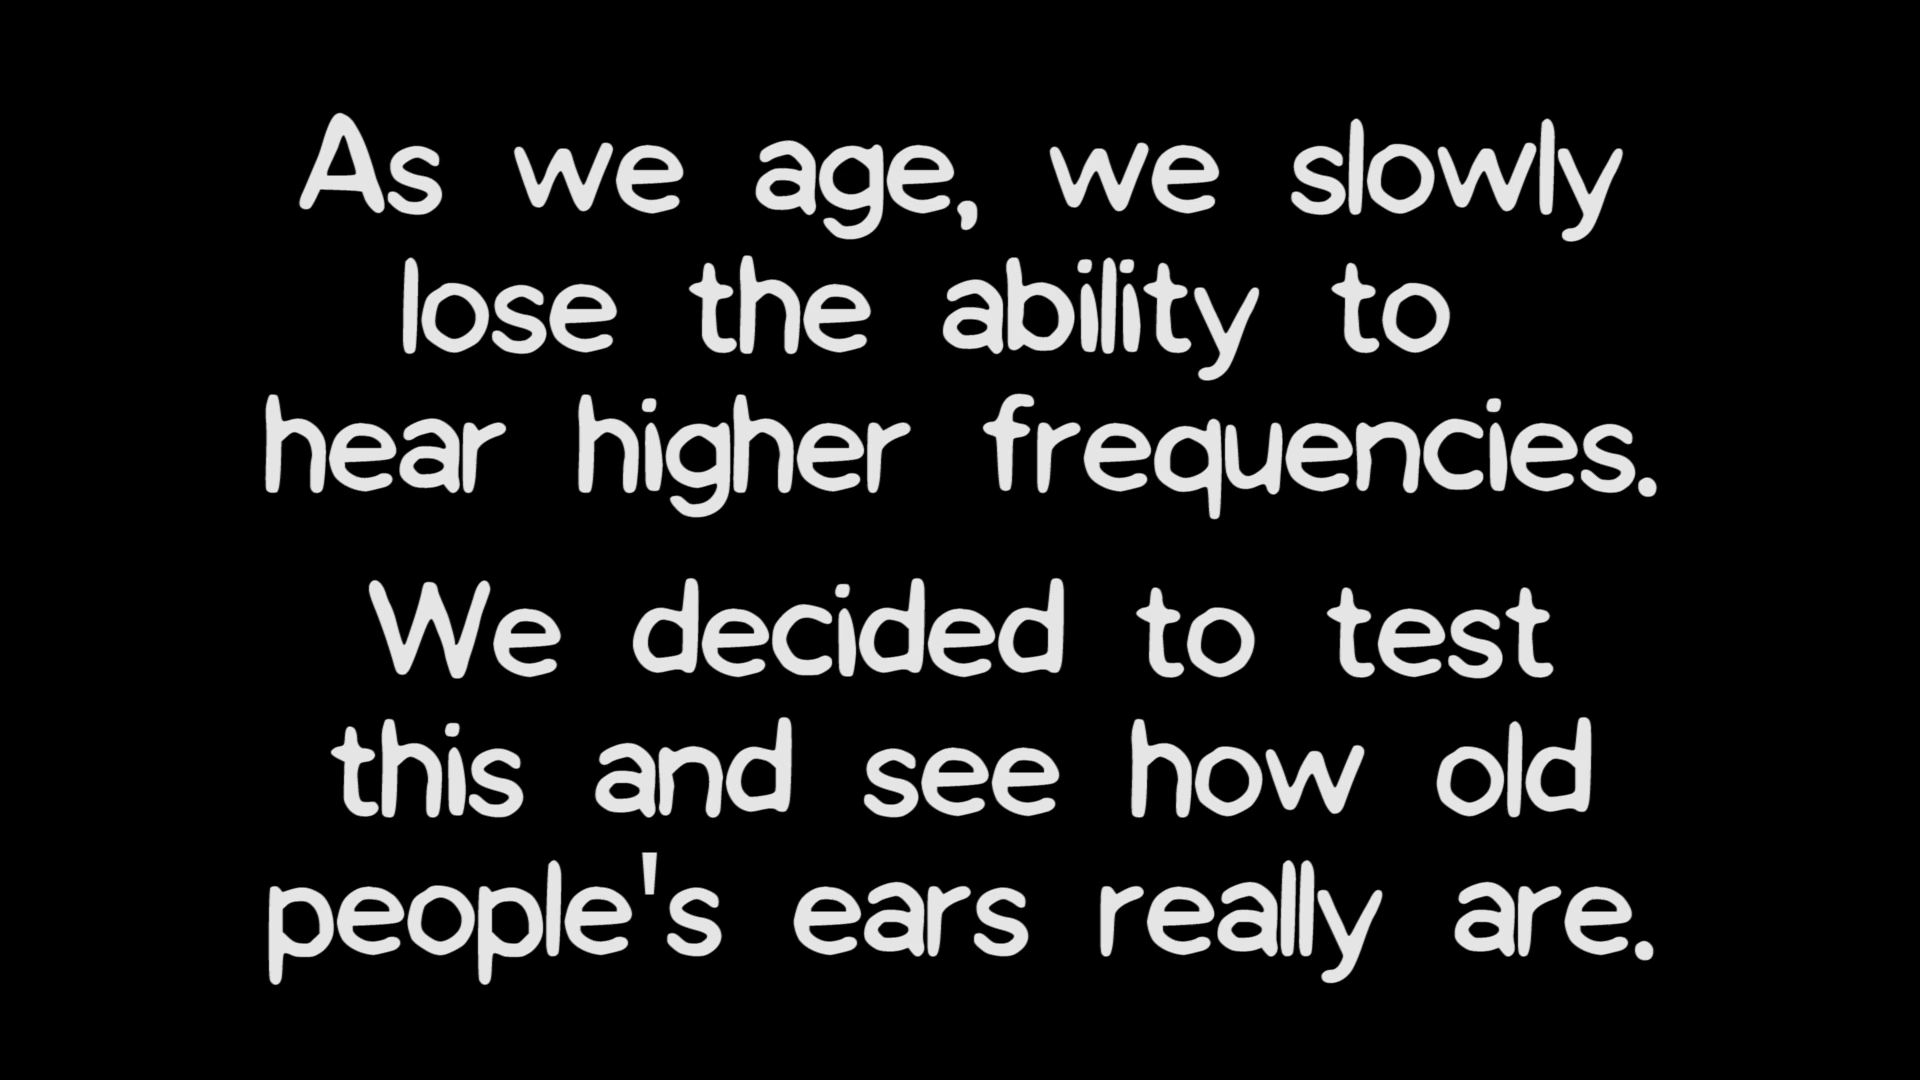 As we age, we slowly
lose the ability to
hear higher frequencies.
We decided to test
this and see how old
people's ears really are.